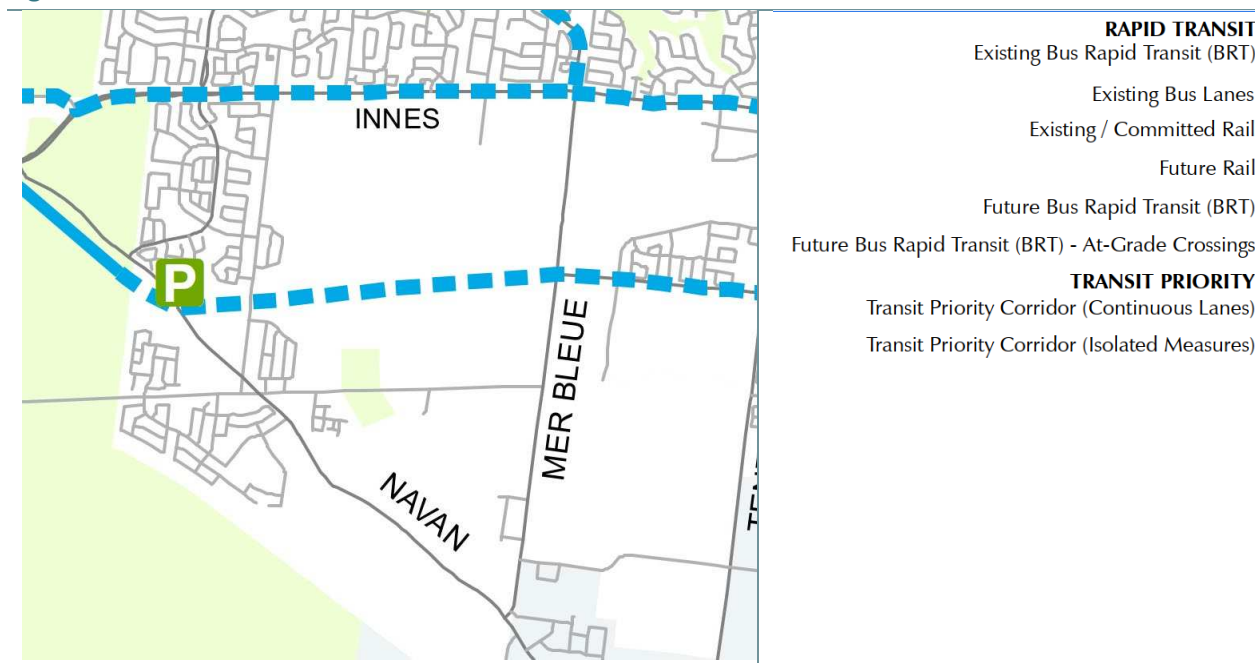 INNES
P
MER BLEUE
NAVAN
RAPID TRANSIT
Existing Bus Rapid Transit (BRT)
Existing Bus Lanes
Existing / Committed Rail
Future Rail
Future Bus Rapid Transit (BRT)
Future Bus Rapid Transit (BRT) - At-Grade Crossings
TRANSIT PRIORITY
Transit Priority Corridor (Continuous Lanes)
Transit Priority Corridor (Isolated Measures)